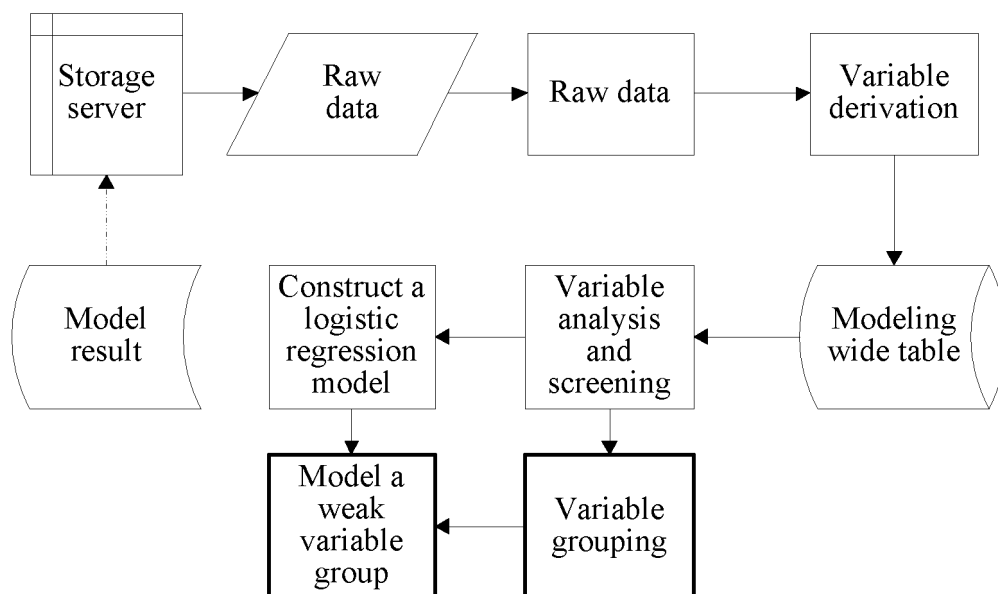 Storage
server
Raw
data
Raw data
Variable
derivation
Model
result
Construct a
logistic
regression
model
Variable
analysis
and
screening
Modeling
wide table
Model a
weak
variable
group
Variable
grouping